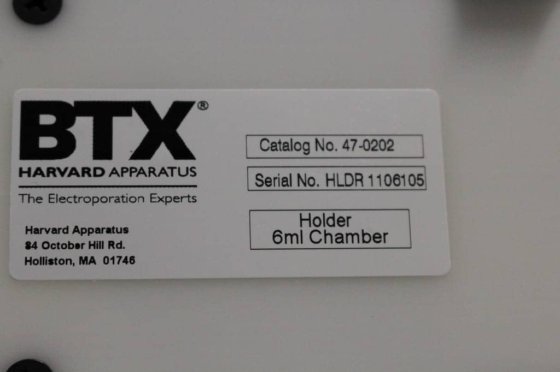 BTX®
HARVARD APPARATUS
The Electroporation Experts
Harvard Apparatus
84 October Hill Rd.
Holliston, MA 01746
Catalog No. 47-0202
Serial No. HLDR 1106105
Holder
6ml Chamber